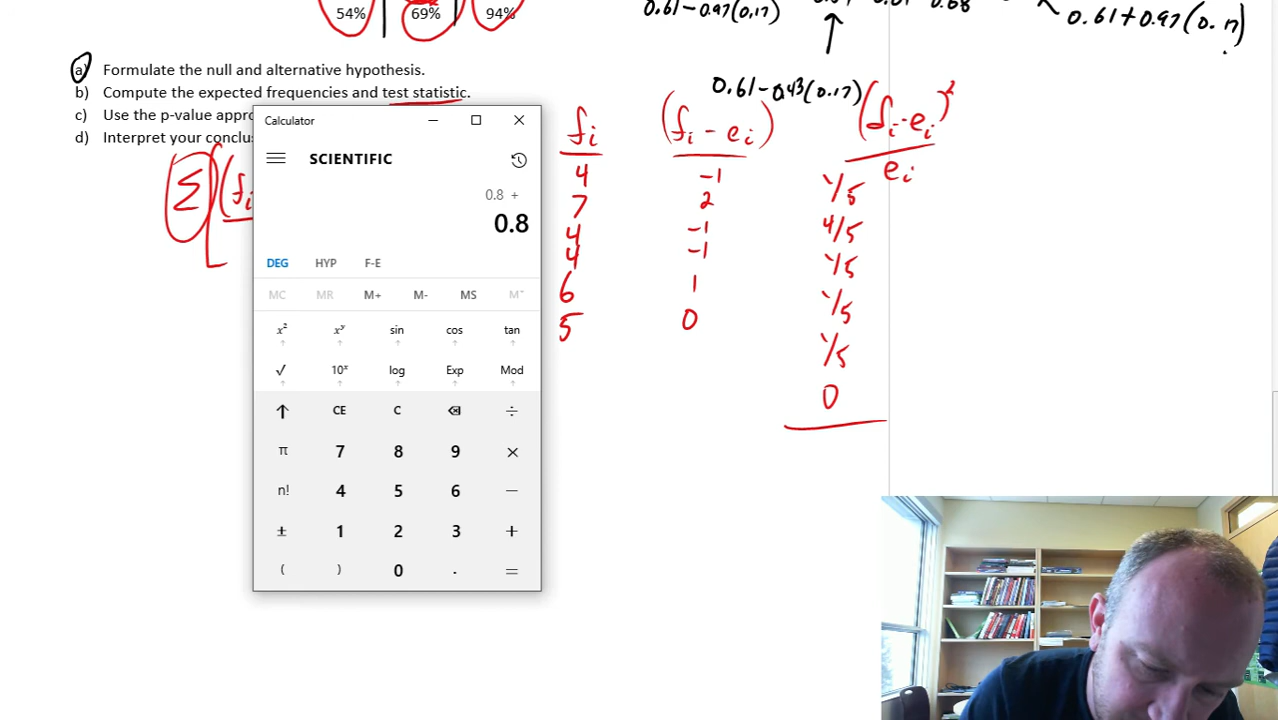 54% 69% 94%
0.61-0.97(0.17)
0.61+0.97(0.17)
0.61-0.43(0.17)
a) Formulate the null and alternative hypothesis.
b) Compute the expected frequencies and test statistic.
c) Use the p-value appro
d) Interpret your conclus
Σ (fi
fi (fi-ei) (fi-ei)²
ei
4 -1 1/5
7 2 4/5
4 -1 1/5
4 -1 1/5
6 1 1/5
5 0 0
Calculator
SCIENTIFIC
0.8 +
0.8
DEG HYP F-E
MC MR M+ M- MS M˅
x² xʸ sin cos tan
√ 10ˣ log Exp Mod
↑ CE C ⌫ ÷
π 7 8 9 ×
n! 4 5 6 −
± 1 2 3 +
( ) 0 . =